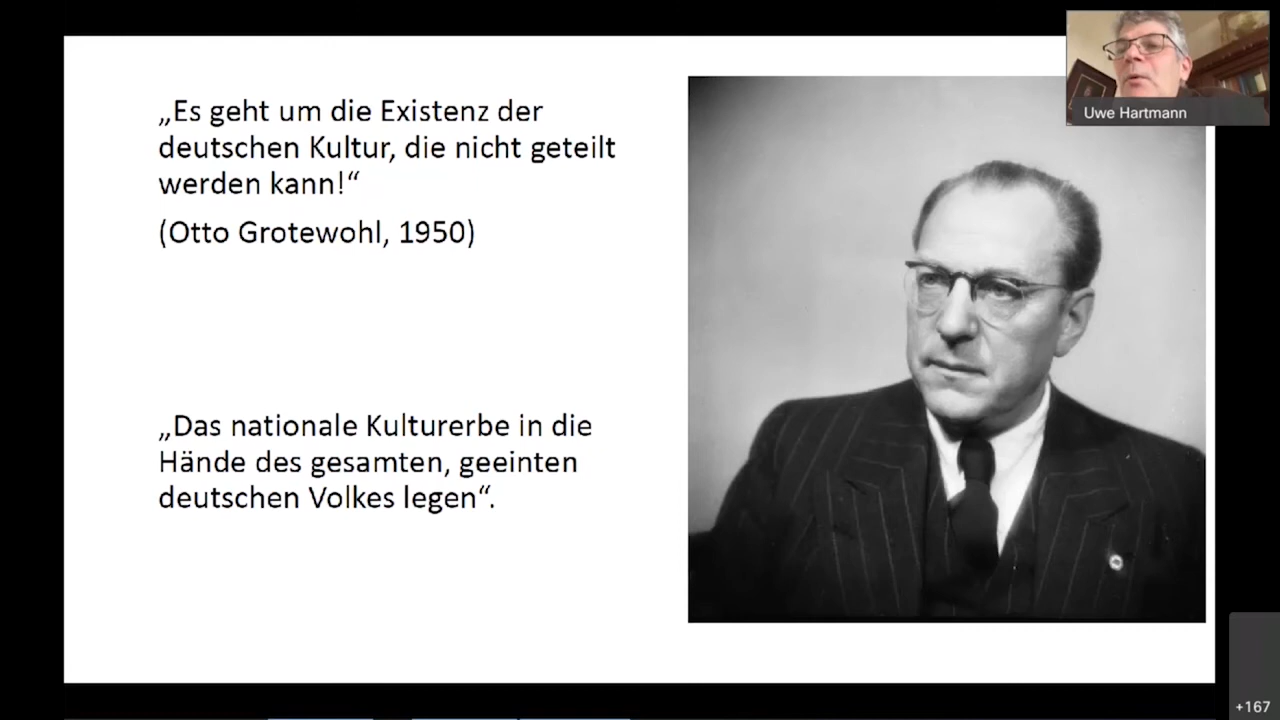 „Es geht um die Existenz der
deutschen Kultur, die nicht geteilt
werden kann!“
(Otto Grotewohl, 1950)
„Das nationale Kulturerbe in die
Hände des gesamten, geeinten
deutschen Volkes legen“.
Uwe Hartmann
+167